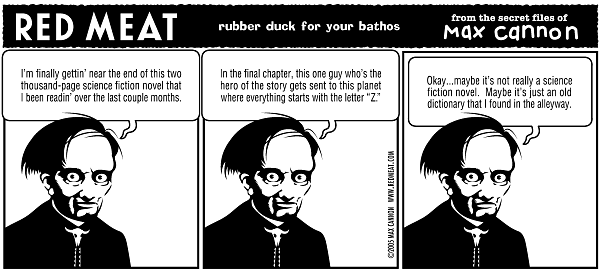 RED MEAT
rubber duck for your bathos
from the secret files of
Max cannon
I'm finally gettin' near the end of this two
thousand-page science fiction novel that
I been readin' over the last couple months.
In the final chapter, this one guy who's the
hero of the story gets sent to this planet
where everything starts with the letter “Z.”
©2005 MAX CANNON WWW.REDMEAT.COM
Okay...maybe it's not really a science
fiction novel. Maybe it's just an old
dictionary that I found in the alleyway.